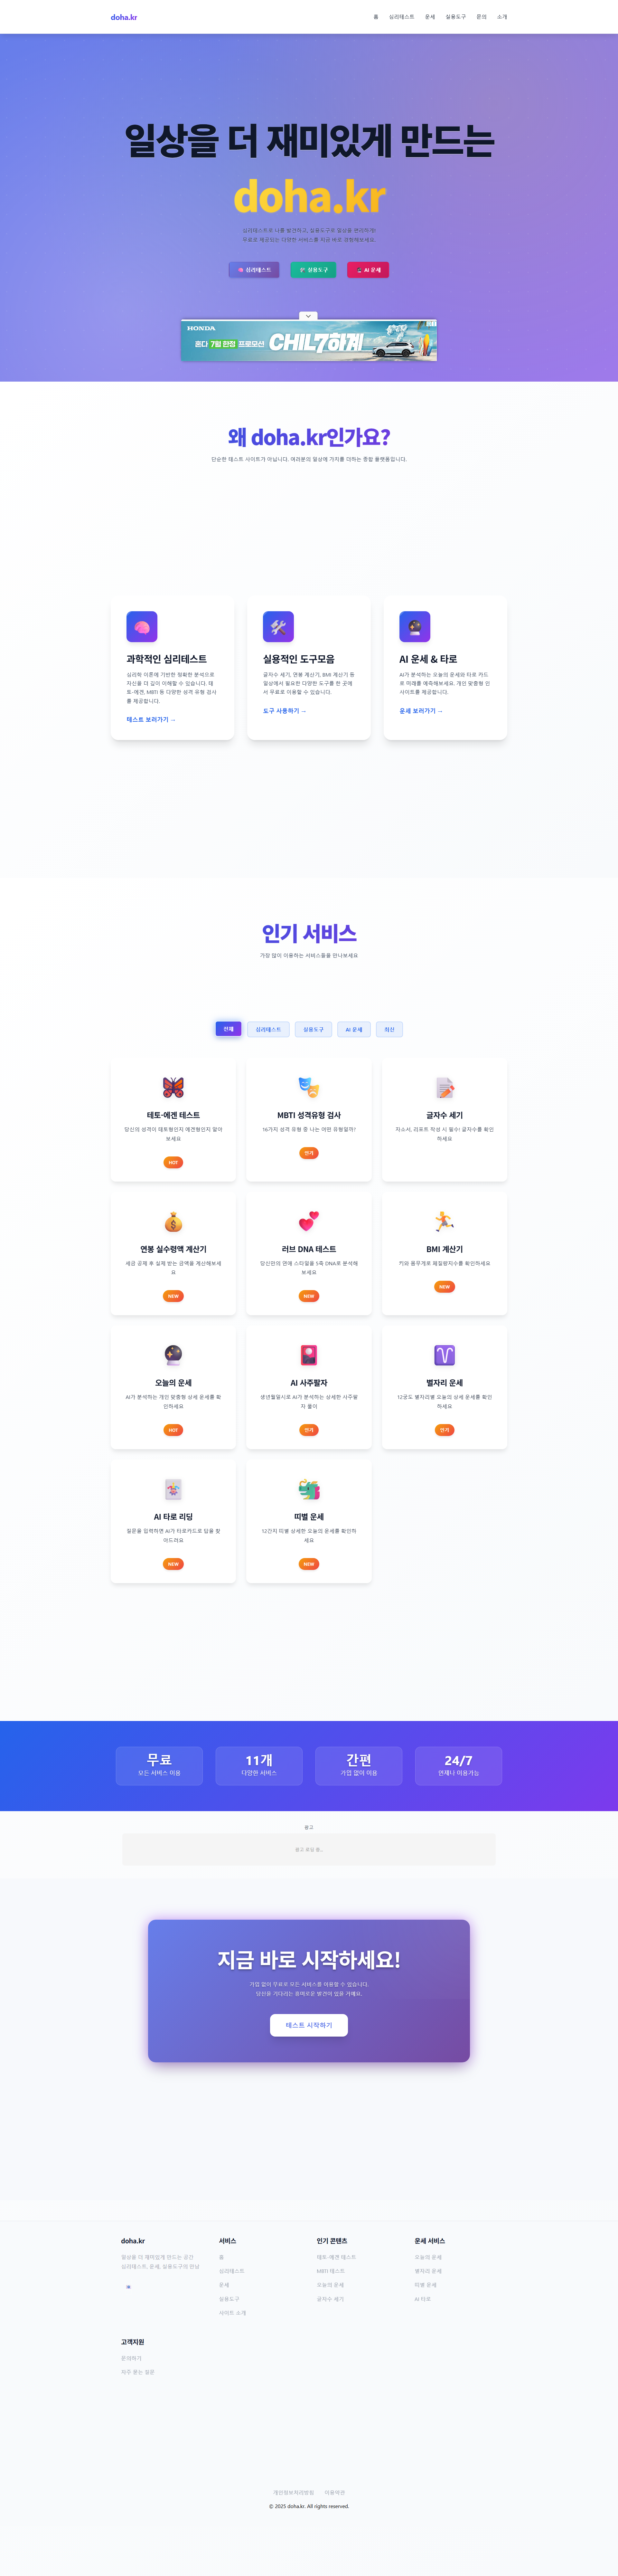 doha.kr
홈 심리테스트 운세 실용도구 문의 소개
일상을 더 재미있게 만드는
doha.kr
심리테스트로 나를 발견하고, 실용도구로 일상을 편리하게!
무료로 제공되는 다양한 서비스를 지금 바로 경험해보세요.
🧠 심리테스트
실용도구
AI 운세
HONDA
혼다 7월 한정 프로모션 CHIL7하계
왜 doha.kr인가요?
단순한 테스트 사이트가 아닙니다. 여러분의 일상에 가치를 더하는 종합 플랫폼입니다.
과학적인 심리테스트
심리학 이론에 기반한 정확한 분석으로
자신을 더 깊이 이해할 수 있습니다. 테
토-에겐, MBTI 등 다양한 성격 유형 검사
를 제공합니다.
테스트 보러가기 →
실용적인 도구모음
글자수 세기, 연봉 계산기, BMI 계산기 등
일상에서 필요한 다양한 도구를 한 곳에
서 무료로 이용할 수 있습니다.
도구 사용하기 →
AI 운세 & 타로
AI가 분석하는 오늘의 운세와 타로 카드
로 미래를 예측해보세요. 개인 맞춤형 인
사이트를 제공합니다.
운세 보러가기 →
인기 서비스
가장 많이 이용하는 서비스들을 만나보세요
전체 심리테스트 실용도구 AI 운세 최신
테토-에겐 테스트
당신의 성격이 테토형인지 에겐형인지 알아
보세요
HOT
MBTI 성격유형 검사
16가지 성격 유형 중 나는 어떤 유형일까?
인기
글자수 세기
자소서, 리포트 작성 시 필수! 글자수를 확인
하세요
연봉 실수령액 계산기
세금 공제 후 실제 받는 금액을 계산해보세
요
NEW
러브 DNA 테스트
당신만의 연애 스타일을 5축 DNA로 분석해
보세요
NEW
BMI 계산기
키와 몸무게로 체질량지수를 확인하세요
NEW
오늘의 운세
AI가 분석하는 개인 맞춤형 상세 운세를 확
인하세요
HOT
AI 사주팔자
생년월일시로 AI가 분석하는 상세한 사주팔
자 풀이
인기
별자리 운세
12궁도 별자리별 오늘의 상세 운세를 확인
하세요
인기
AI 타로 리딩
질문을 입력하면 AI가 타로카드로 답을 찾
아드려요
NEW
띠별 운세
12간지 띠별 상세한 오늘의 운세를 확인하
세요
NEW
무료
모든 서비스 이용
11개
다양한 서비스
간편
가입 없이 이용
24/7
언제나 이용가능
광고
광고 로딩 중...
지금 바로 시작하세요!
가입 없이 무료로 모든 서비스를 이용할 수 있습니다.
당신을 기다리는 흥미로운 발견이 있을 거예요.
테스트 시작하기
doha.kr
일상을 더 재미있게 만드는 공간
심리테스트, 운세, 실용도구의 만남
서비스
홈
심리테스트
운세
실용도구
사이트 소개
인기 콘텐츠
테토-에겐 테스트
MBTI 테스트
오늘의 운세
글자수 세기
운세 서비스
오늘의 운세
별자리 운세
띠별 운세
AI 타로
고객지원
문의하기
자주 묻는 질문
개인정보처리방침 이용약관
© 2025 doha.kr. All rights reserved.